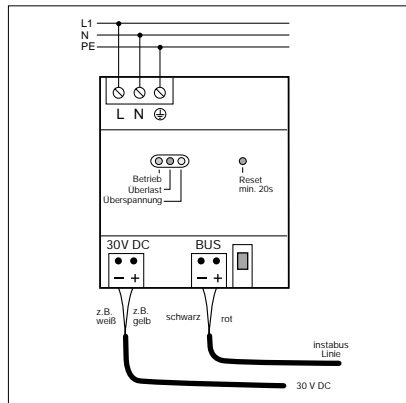 L1
N
PE
L N
Betrieb
Überlast
Überspannung
Reset
min. 20s
30V DC
BUS
– +
– +
z.B.
weiß
z.B.
gelb
schwarz
rot
instabus
Linie
30 V DC